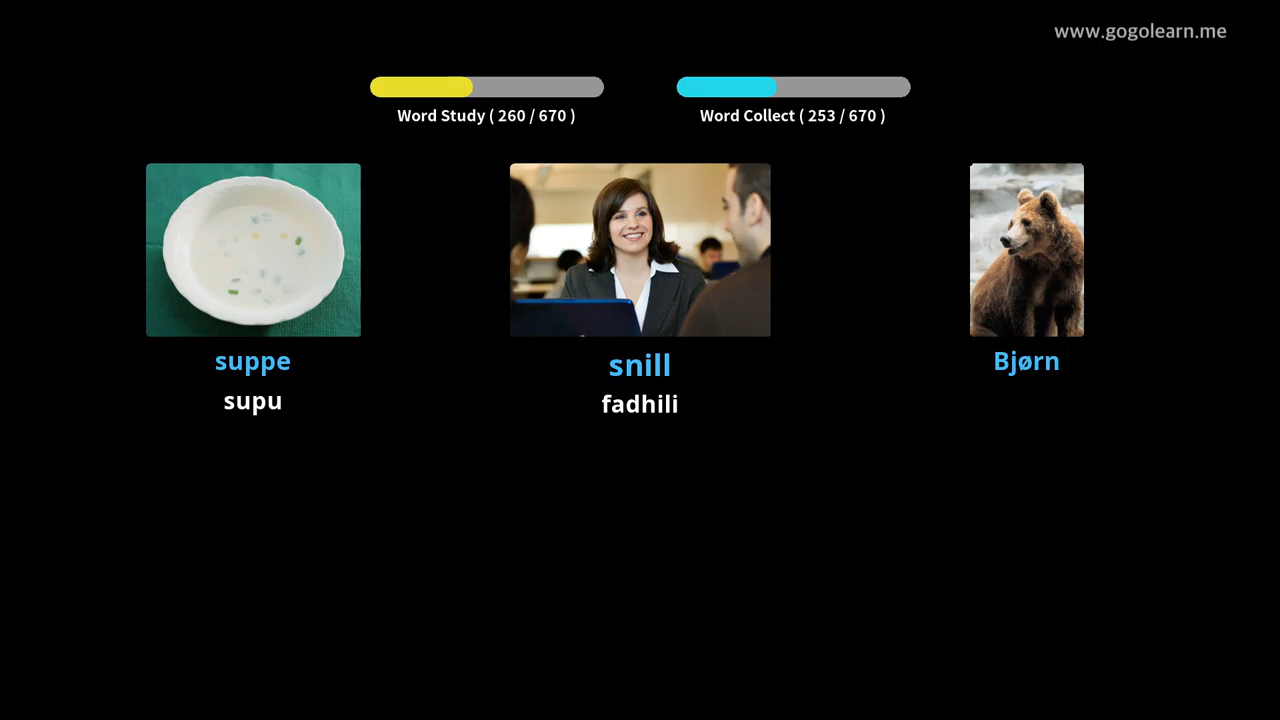 www.gogolearn.me
Word Study ( 260 / 670 )
Word Collect ( 253 / 670 )
suppe
snill
Bjørn
supu
fadhili